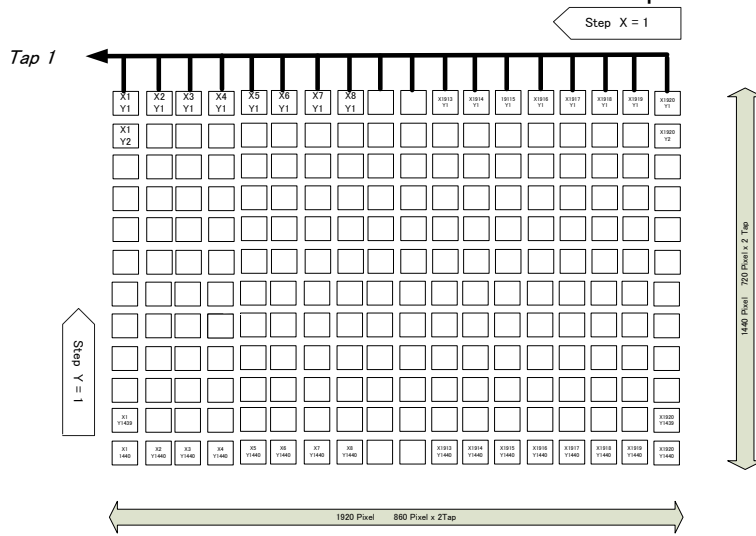 Step X = 1
Tap 1
X1 X2 X3 X4 X5 X6 X7 X8 X1913 X1914 19115 X1916 X1917 X1918 X1919 X1920
Y1 Y1 Y1 Y1 Y1 Y1 Y1 Y1 Y1 Y1 Y1 Y1 Y1 Y1 Y1 Y1
X1 X1920
Y2 Y2
1440 Pixel 720 Pixel x 2 Tap
Step Y = 1
X1 X1920
Y1439 Y1439
X1 X2 X3 X4 X5 X6 X7 X8 X1913 X1914 X1915 X1916 X1917 X1918 X1919 X1920
1440 Y1440 Y1440 Y1440 Y1440 Y1440 Y1440 Y1440 Y1440 Y1440 Y1440 Y1440 Y1440 Y1440 Y1440 Y1440
1920 Pixel 860 Pixel x 2Tap